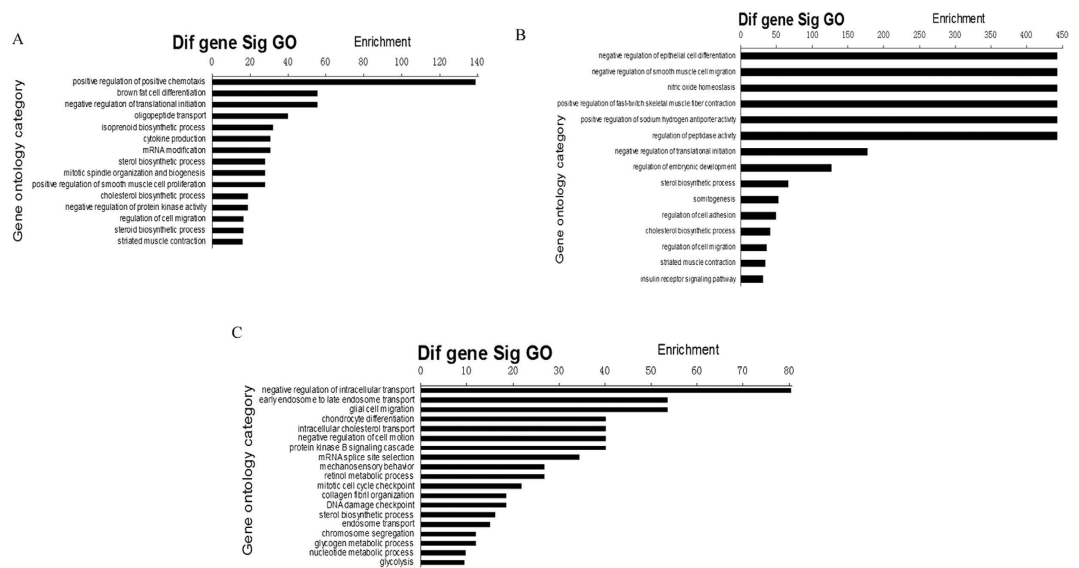 A
Dif gene Sig GO
Enrichment
0 20 40 60 80 100 120 140
Gene ontology category
positive regulation of positive chemotaxis
brown fat cell differentiation
negative regulation of translational initiation
oligopeptide transport
isoprenoid biosynthetic process
cytokine production
mRNA modification
sterol biosynthetic process
mitotic spindle organization and biogenesis
positive regulation of smooth muscle cell proliferation
cholesterol biosynthetic process
negative regulation of protein kinase activity
regulation of cell migration
steroid biosynthetic process
striated muscle contraction
B
Dif gene Sig GO
Enrichment
0 50 100 150 200 250 300 350 400 450
Gene ontology category
negative regulation of epithelial cell differentiation
negative regulation of smooth muscle cell migration
nitric oxide homeostasis
positive regulation of fast-twitch skeletal muscle fiber contraction
positive regulation of sodium hydrogen antiporter activity
regulation of peptidase activity
negative regulation of translational initiation
regulation of embryonic development
sterol biosynthetic process
somitogenesis
regulation of cell adhesion
cholesterol biosynthetic process
regulation of cell migration
striated muscle contraction
insulin receptor signaling pathway
C
Dif gene Sig GO
Enrichment
0 10 20 30 40 50 60 70 80
Gene ontology category
negative regulation of intracellular transport
early endosome to late endosome transport
glial cell migration
chondrocyte differentiation
intracellular cholesterol transport
negative regulation of cell motion
protein kinase B signaling cascade
mRNA splice site selection
mechanosensory behavior
retinol metabolic process
mitotic cell cycle checkpoint
collagen fibril organization
DNA damage checkpoint
sterol biosynthetic process
endosome transport
chromosome segregation
glycogen metabolic process
nucleotide metabolic process
glycolysis